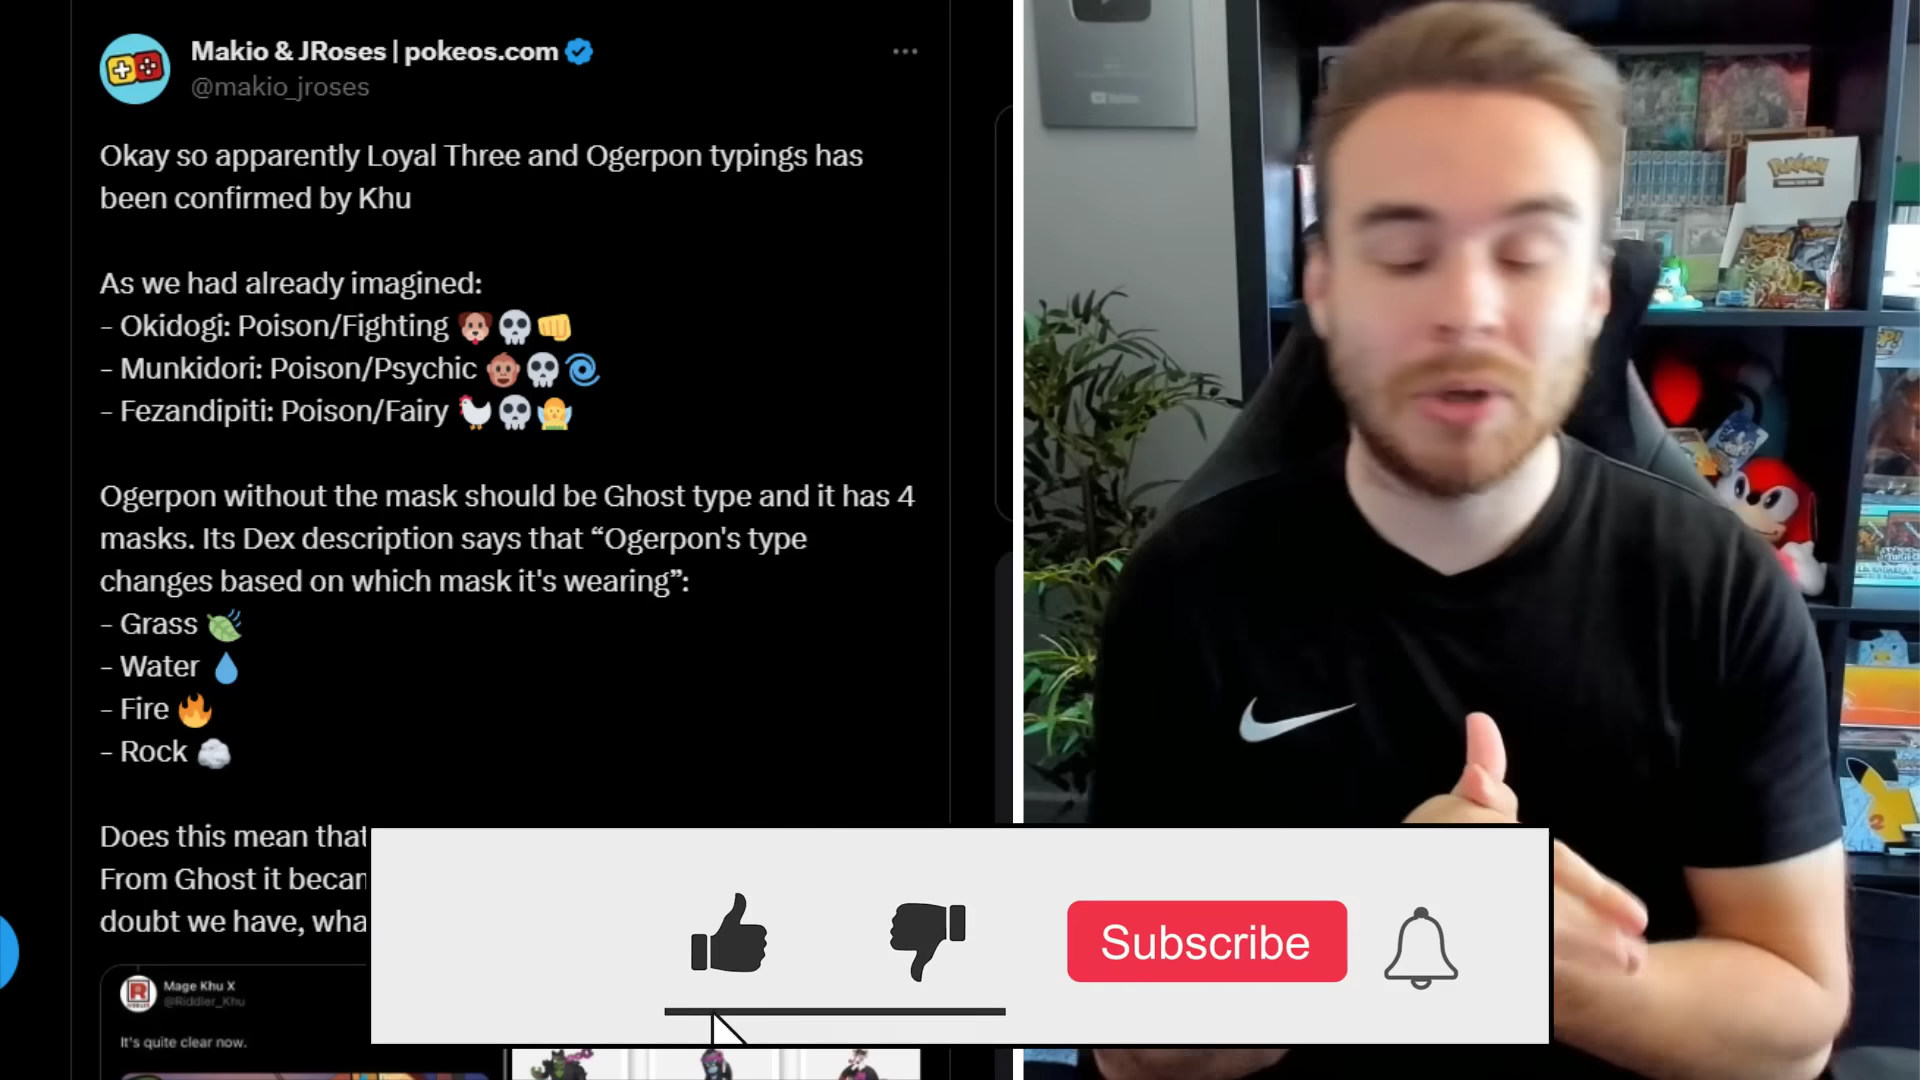 Makio & JRoses | pokeos.com
@makio_jroses
Okay so apparently Loyal Three and Ogerpon typings has
been confirmed by Khu
As we had already imagined:
- Okidogi: Poison/Fighting 🐶💀👊
- Munkidori: Poison/Psychic 🐵💀🌀
- Fezandipiti: Poison/Fairy 🐓💀🧚
Ogerpon without the mask should be Ghost type and it has 4
masks. Its Dex description says that “Ogerpon's type
changes based on which mask it's wearing”:
- Grass 🍃
- Water 💧
- Fire 🔥
- Rock 🪨
Does this mean that
From Ghost it becam
doubt we have, wha
Mage Khu X
@Riddler_Khu
It's quite clear now.
Subscribe
YouTube
Pokémon